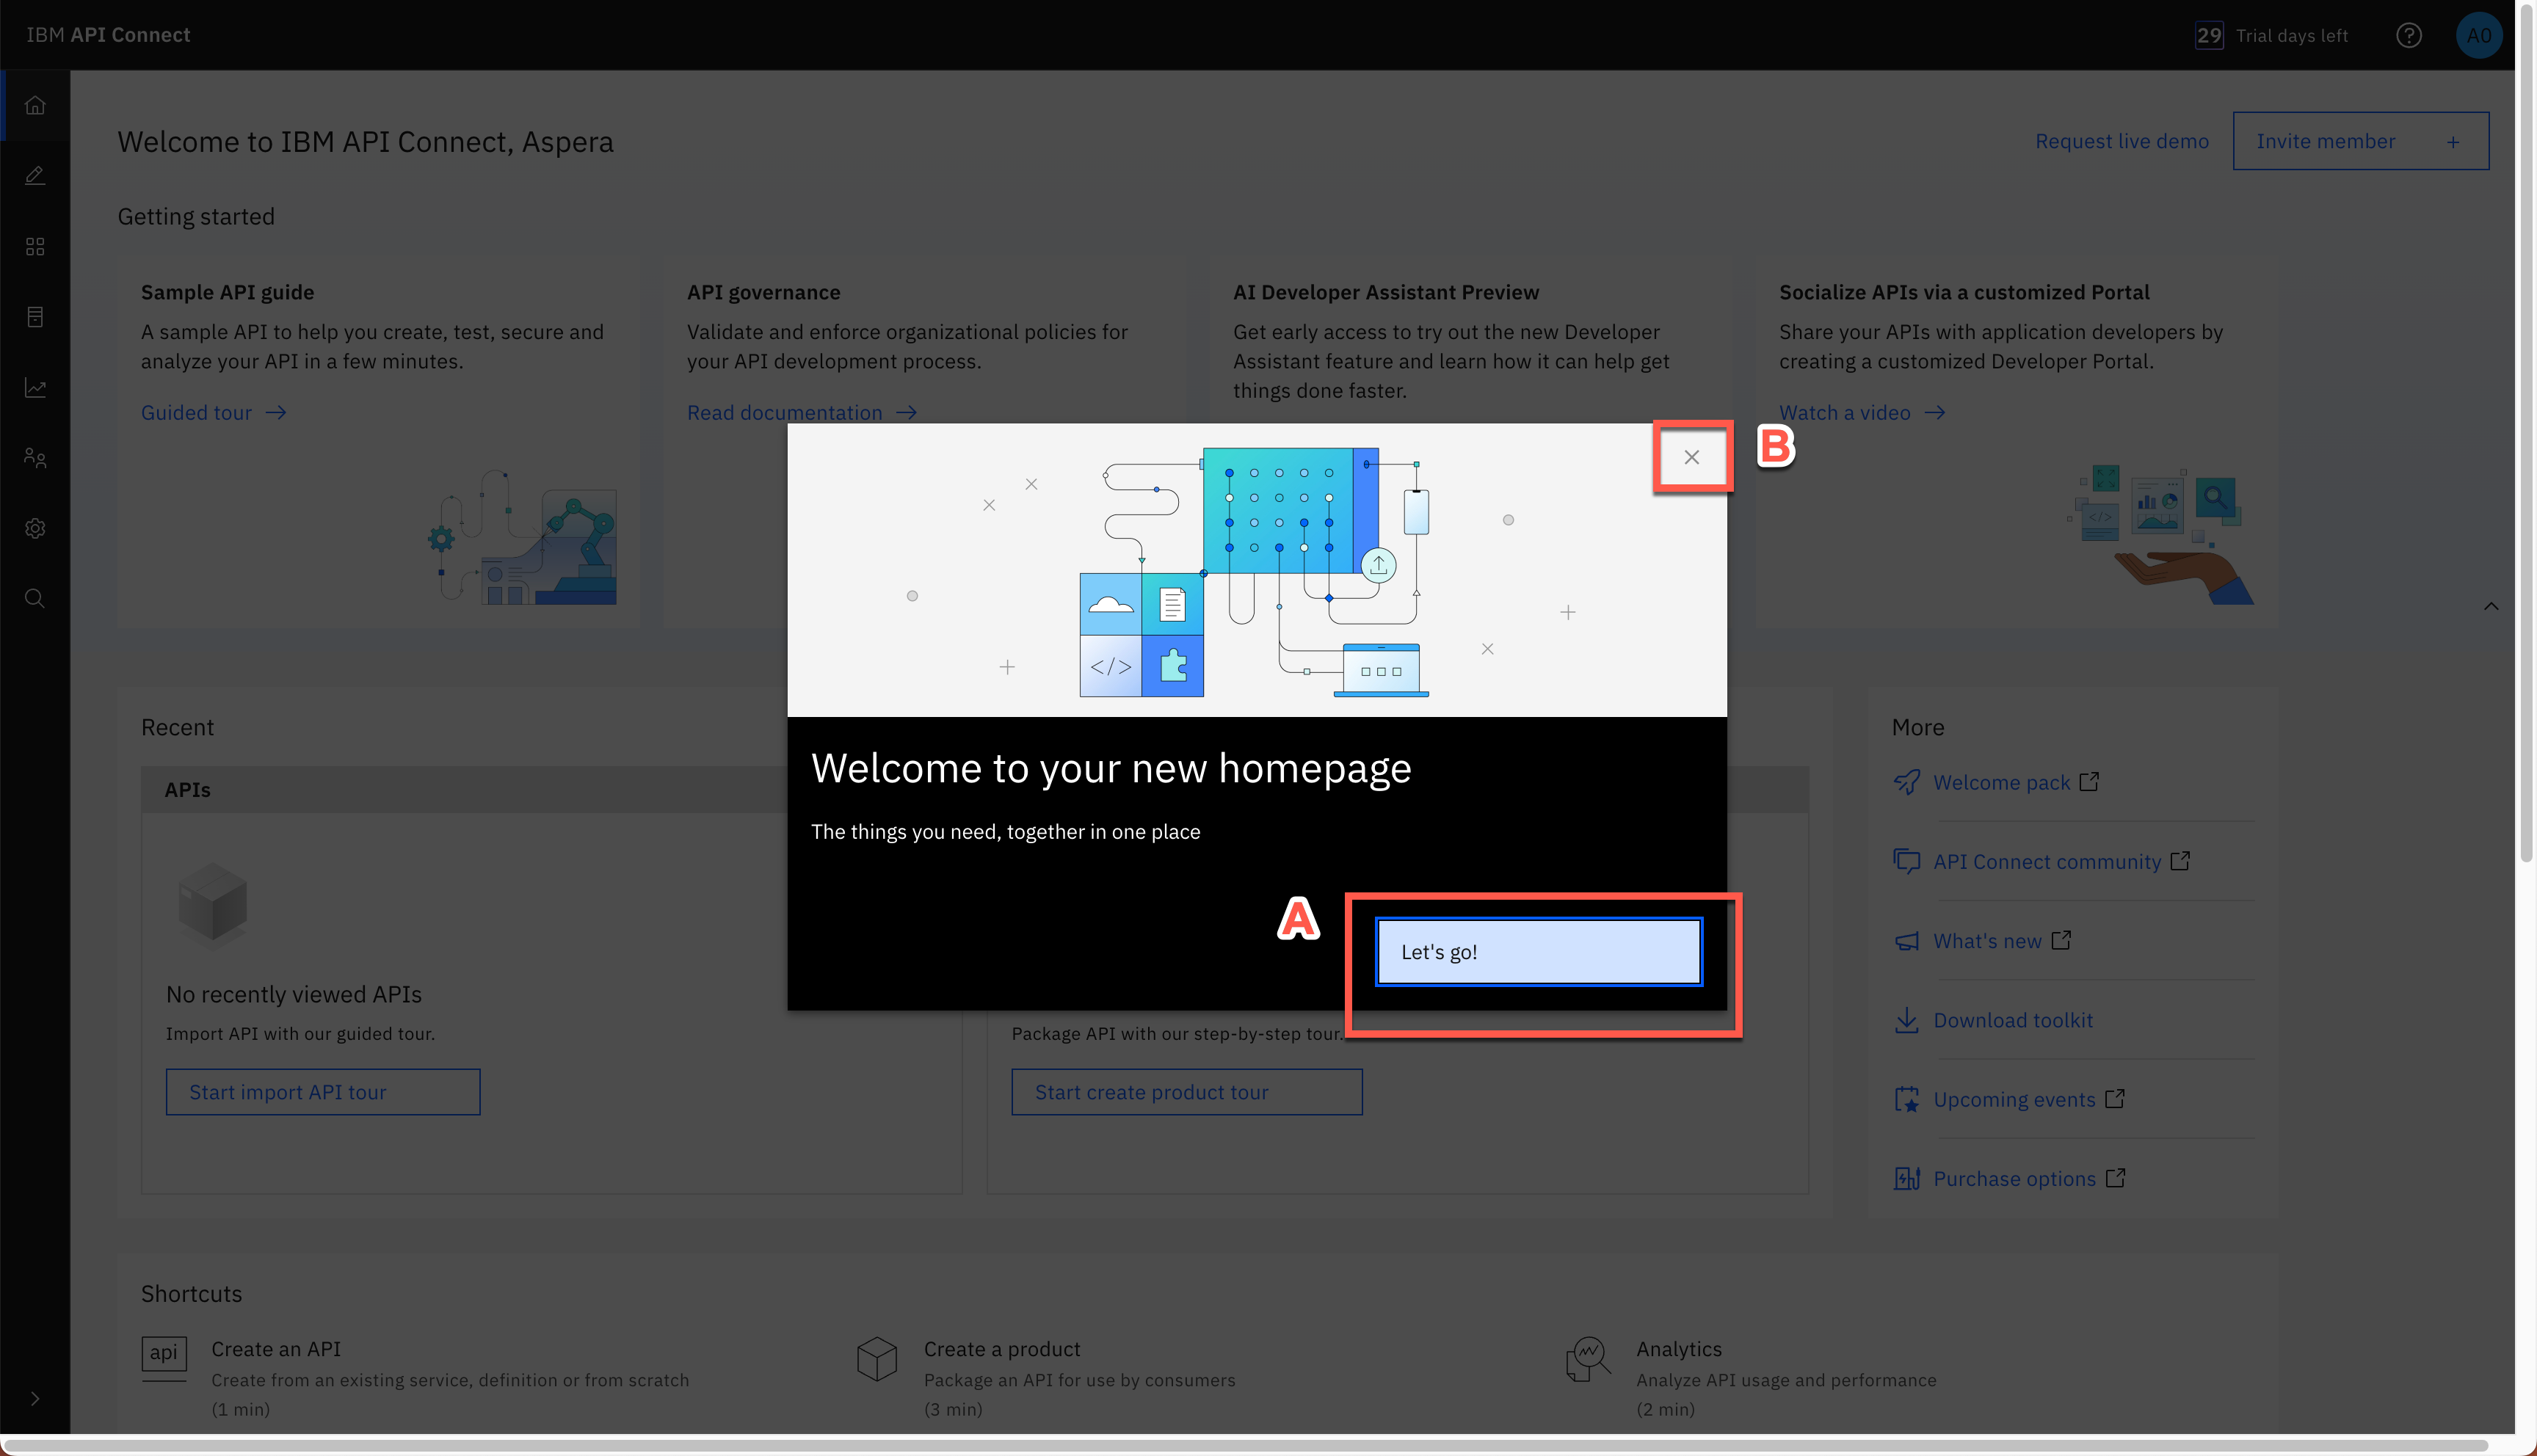 IBM API Connect
29 Trial days left
A0
Welcome to IBM API Connect, Aspera
Request live demo
Invite member +
Getting started
Sample API guide
A sample API to help you create, test, secure and
analyze your API in a few minutes.
Guided tour
API governance
Validate and enforce organizational policies for
your API development process.
Read documentation
AI Developer Assistant Preview
Get early access to try out the new Developer
Assistant feature and learn how it can help get
things done faster.
Socialize APIs via a customized Portal
Share your APIs with application developers by
creating a customized Developer Portal.
Watch a video
B
</>
</>
Welcome to your new homepage
The things you need, together in one place
A
Let's go!
Recent
APIs
No recently viewed APIs
Import API with our guided tour.
Start import API tour
Package API with our step-by-step tour.
Start create product tour
More
Welcome pack
API Connect community
What's new
Download toolkit
Upcoming events
Purchase options
Shortcuts
api
Create an API
Create from an existing service, definition or from scratch
(1 min)
Create a product
Package an API for use by consumers
(3 min)
Analytics
Analyze API usage and performance
(2 min)